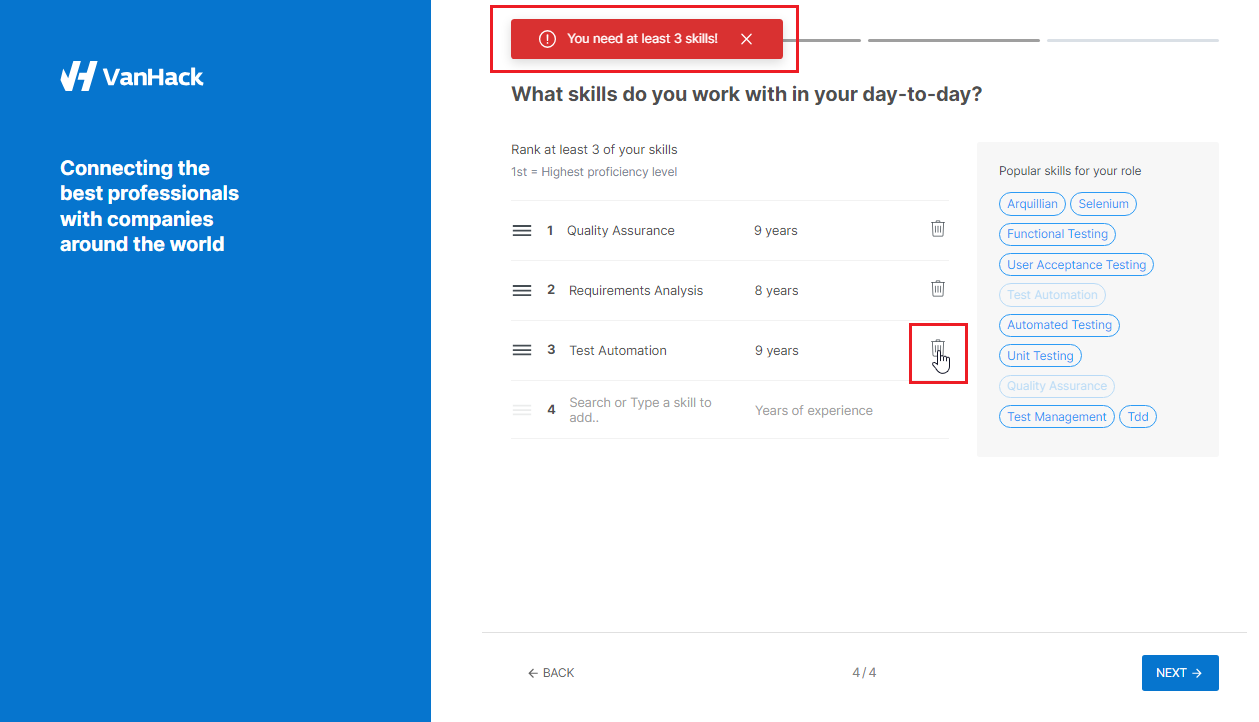 VanHack
Connecting the
best professionals
with companies
around the world
You need at least 3 skills!
What skills do you work with in your day-to-day?
Rank at least 3 of your skills
1st = Highest proficiency level
1 Quality Assurance 9 years
2 Requirements Analysis 8 years
3 Test Automation 9 years
4 Search or Type a skill to
add..
Years of experience
Popular skills for your role
Arquillian Selenium
Functional Testing
User Acceptance Testing
Test Automation
Automated Testing
Unit Testing
Quality Assurance
Test Management Tdd
← BACK
4/4
NEXT →